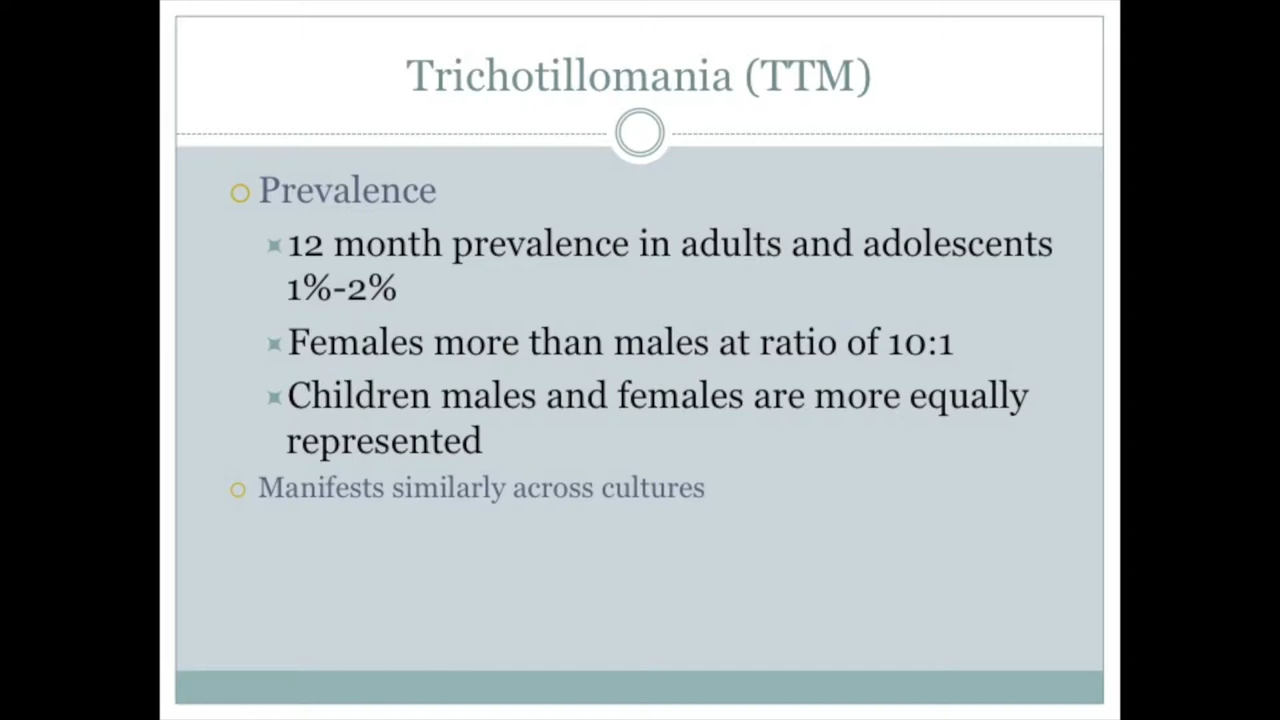 Trichotillomania (TTM)
Prevalence
12 month prevalence in adults and adolescents
1%-2%
Females more than males at ratio of 10:1
Children males and females are more equally
represented
Manifests similarly across cultures